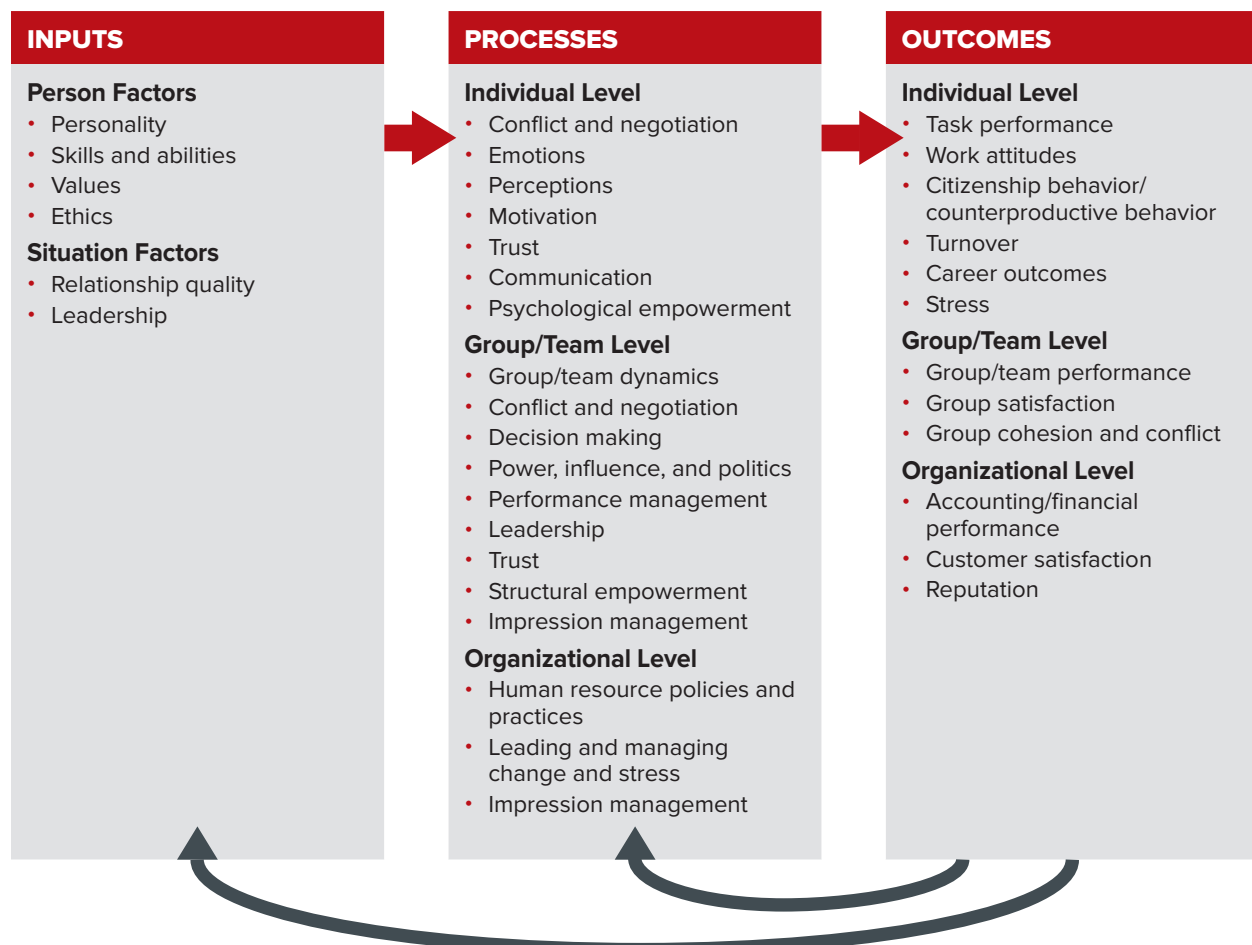 INPUTS
Person Factors
• Personality
• Skills and abilities
• Values
• Ethics
Situation Factors
• Relationship quality
• Leadership
PROCESSES
Individual Level
• Conflict and negotiation
• Emotions
• Perceptions
• Motivation
• Trust
• Communication
• Psychological empowerment
Group/Team Level
• Group/team dynamics
• Conflict and negotiation
• Decision making
• Power, influence, and politics
• Performance management
• Leadership
• Trust
• Structural empowerment
• Impression management
Organizational Level
• Human resource policies and
practices
• Leading and managing
change and stress
• Impression management
OUTCOMES
Individual Level
• Task performance
• Work attitudes
• Citizenship behavior/
counterproductive behavior
• Turnover
• Career outcomes
• Stress
Group/Team Level
• Group/team performance
• Group satisfaction
• Group cohesion and conflict
Organizational Level
• Accounting/financial
performance
• Customer satisfaction
• Reputation